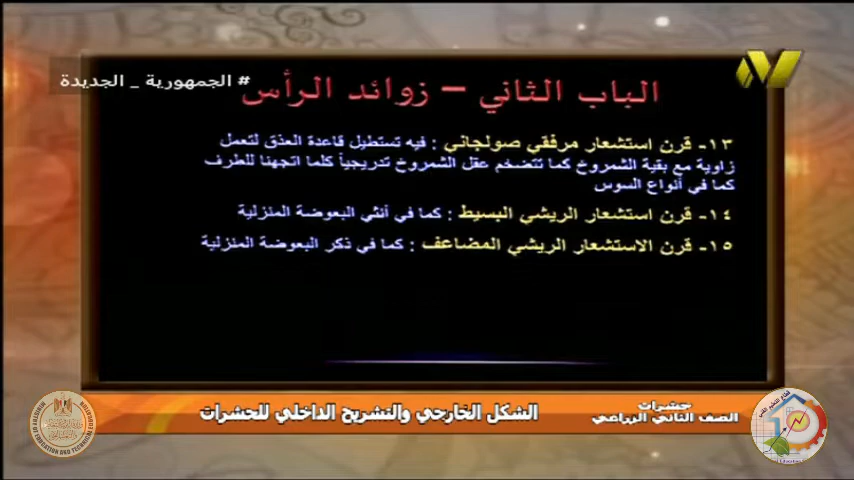 # الجمهورية _ الجديدة
الباب الثاني – زوائد الرأس
١٣- قرن استشعار مرفقي صولجاني : فيه تستطيل قاعدة العذق لتعمل
زاوية مع بقية الشمروخ كما تتضخم عقل الشمروخ تدريجياً كلما اتجهنا للطرف
كما في أنواع السوس
١٤- قرن استشعار الريشي البسيط : كما في أنثي البعوضة المنزلية
١٥- قرن الاستشعار الريشي المضاعف : كما في ذكر البعوضة المنزلية
حشرات
الصف الثاني الزراعي
الشكل الخارجي والتشريح الداخلي للحشرات